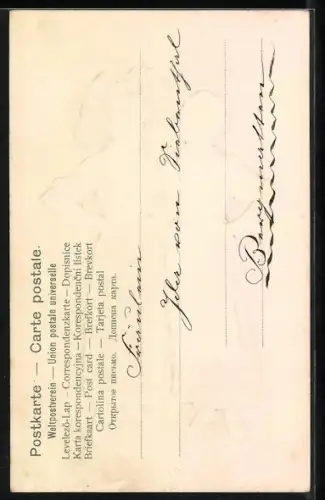 Postkarte — Carte postale.
Weltpostverein — Union postale universelle
Levelező-Lap — Correspondenzkarte — Dopisnice
Karta korespondencyjna — Korespondenční lístek
Briefkaart — Post card — Brefkort — Brevkort
Cartolina postale — Tarjeta postal
Открытое письмо. Дописна карта.
Fräulein
von